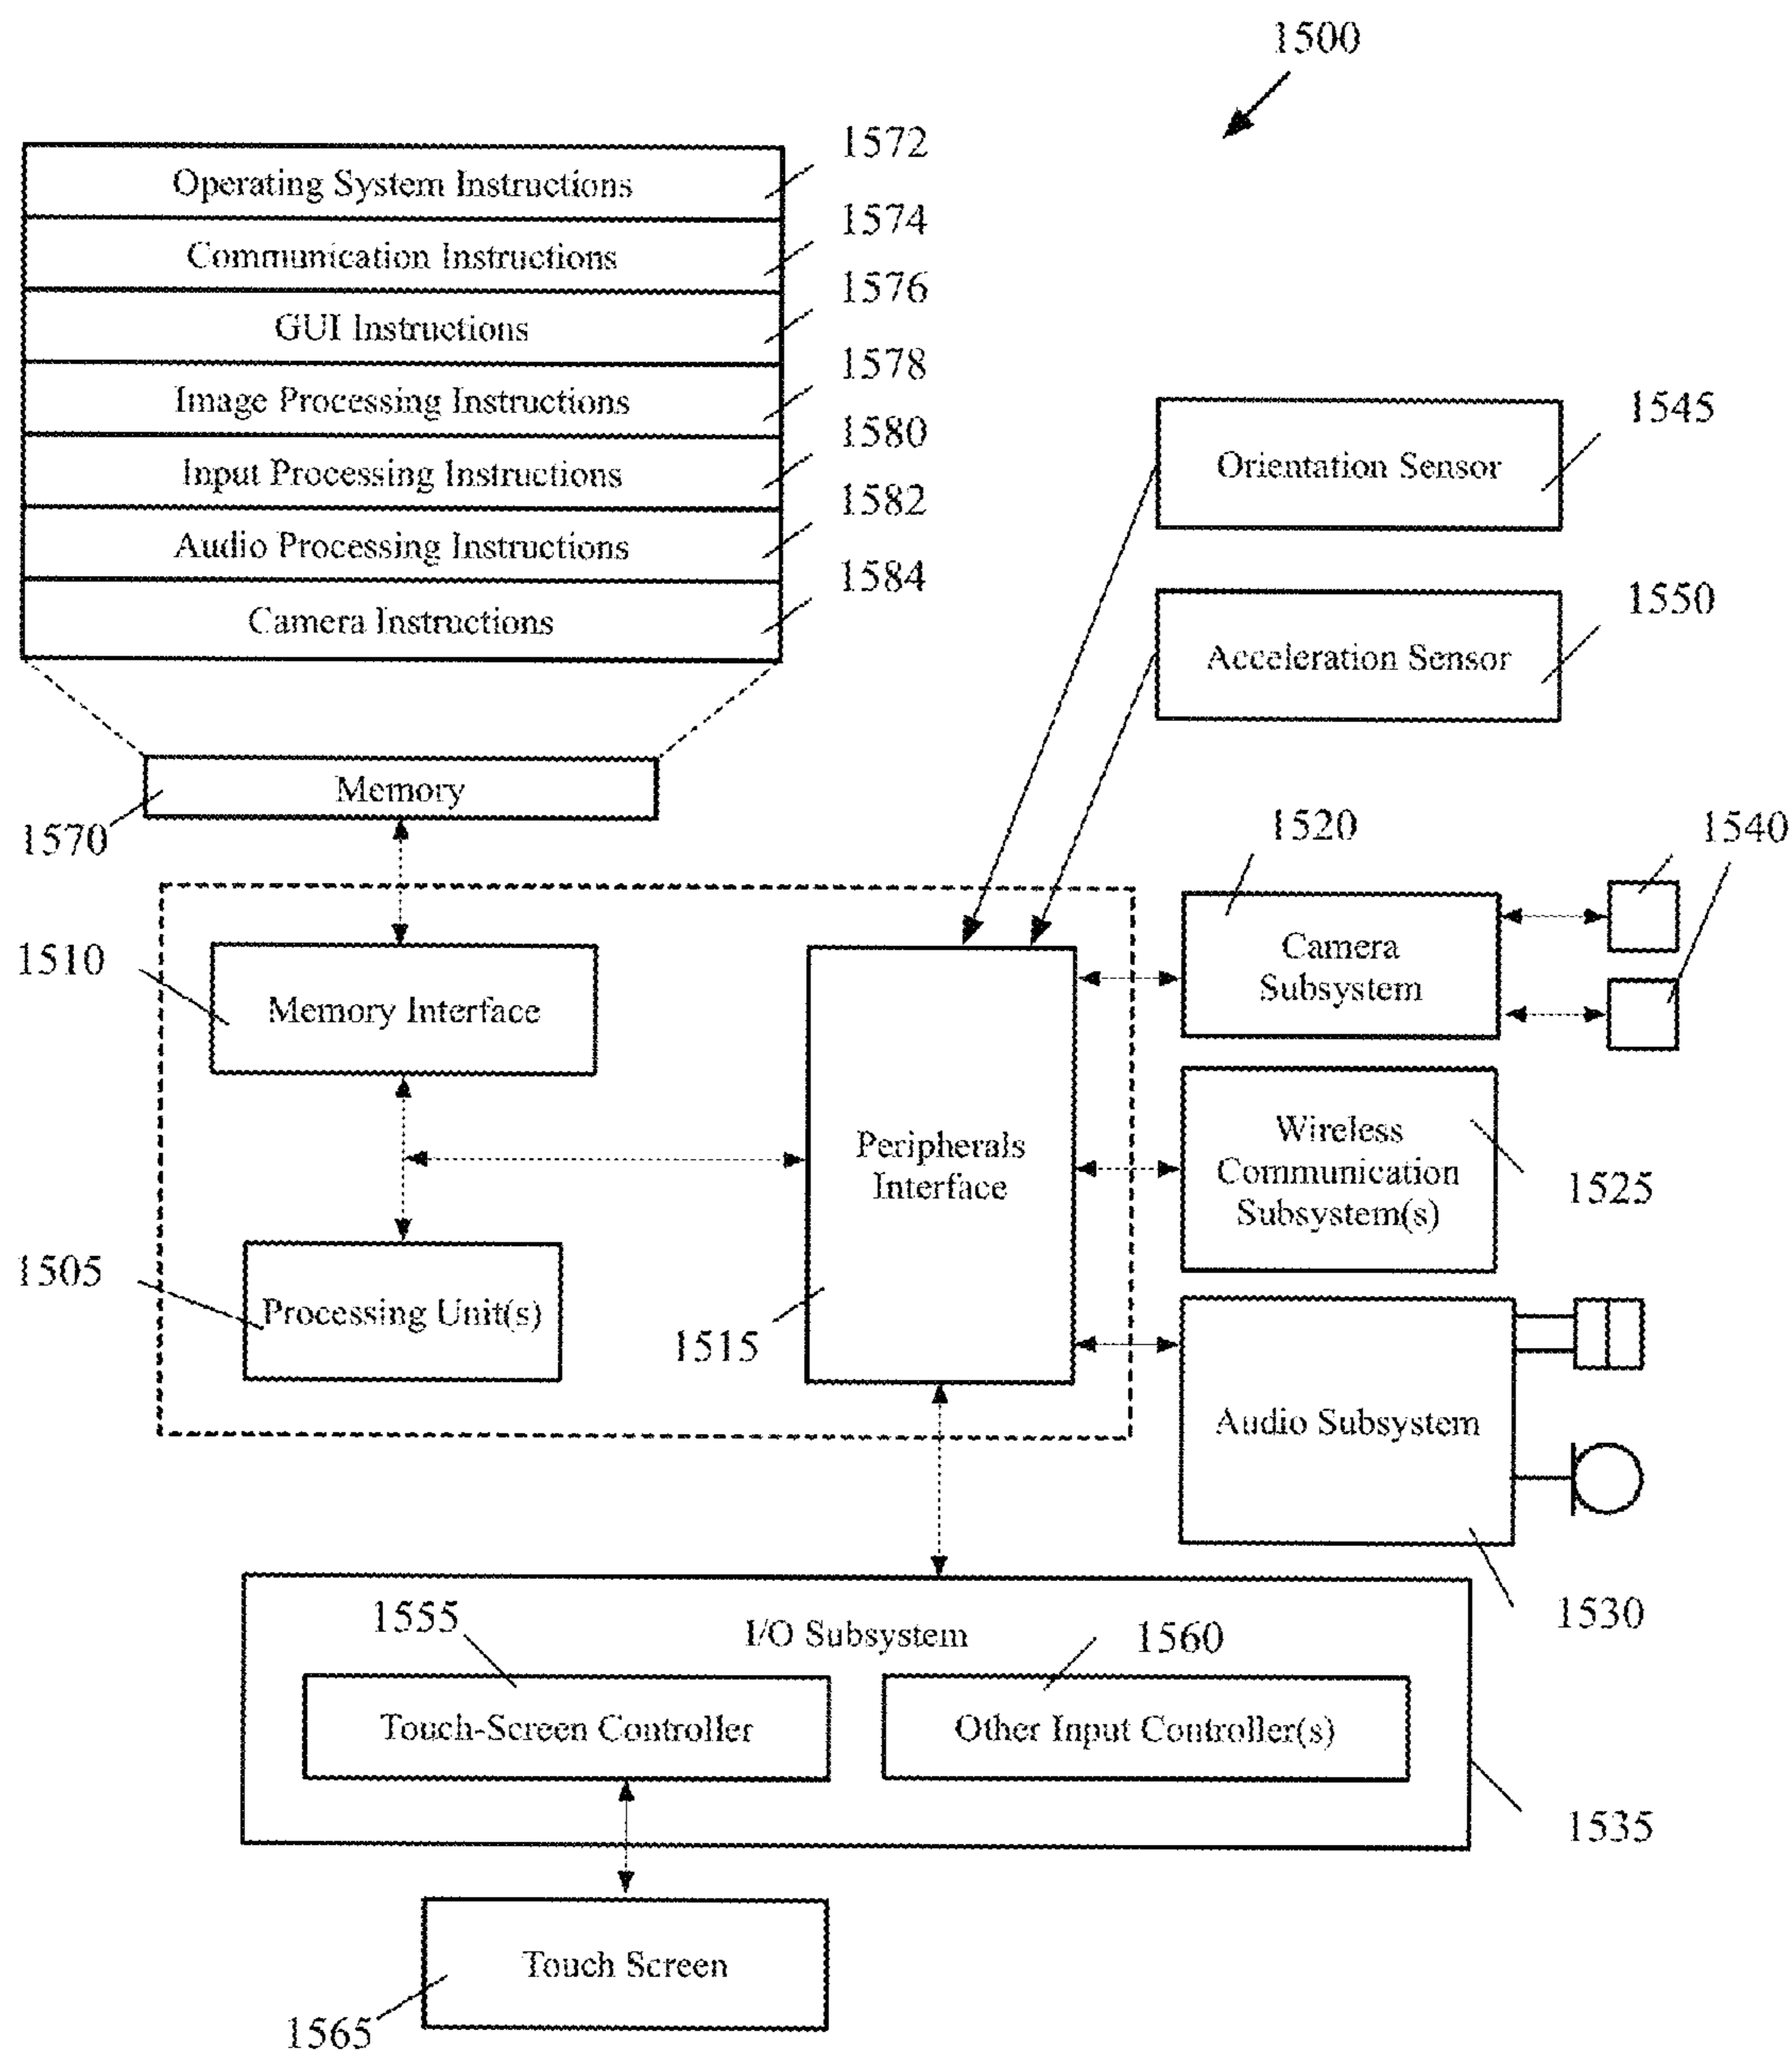 1500
1572
Operating System Instructions
1574
Communication Instructions
1576
GUI Instructions
1578
Image Processing Instructions
1580
Input Processing Instructions
1582
Audio Processing Instructions
1584
Camera Instructions
1545
Orientation Sensor
1550
Acceleration Sensor
Memory
1570
1520
1540
Camera
Subsystem
1510
Memory Interface
Peripherals
Interface
Wireless
Communication
Subsystem(s)
1525
1505
Processing Unit(s)
1515
Audio Subsystem
1530
I/O Subsystem
1555
1560
Touch-Screen Controller
Other Input Controller(s)
1535
Touch Screen
1565